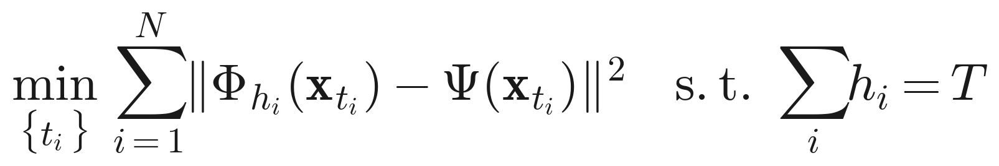 \min_{\{t_i\}} \sum_{i=1}^{N} \|\Phi_{h_i}(\mathbf{x}_{t_i}) - \Psi(\mathbf{x}_{t_i})\|^2 \quad \text{s.t.} \sum_i h_i = T